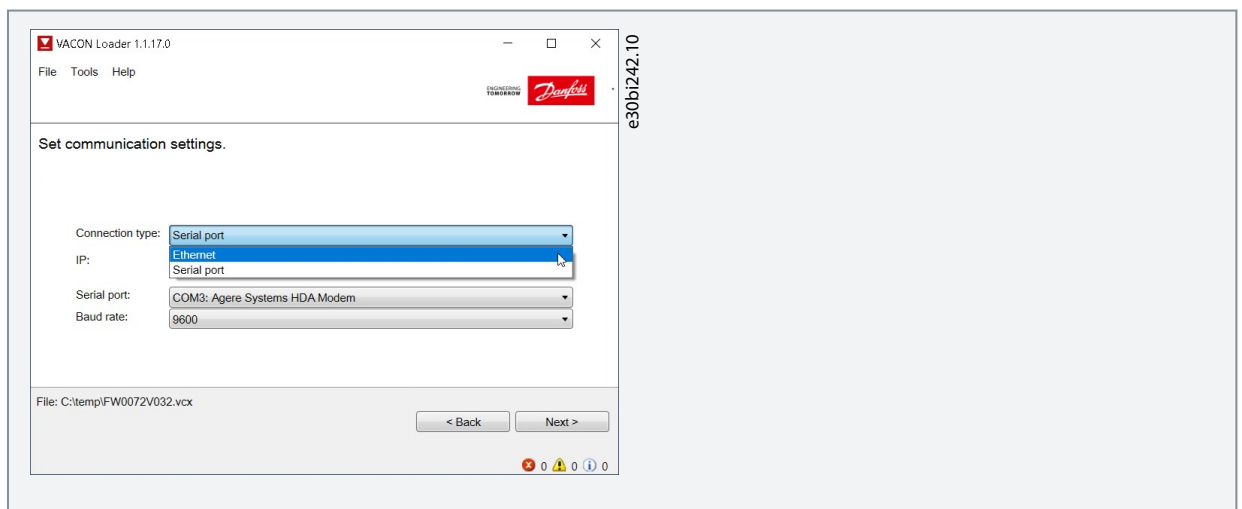 VACON Loader 1.1.17.0
File Tools Help
ENGINEERING
TOMORROW
Danfoss
e30bi242.10
Set communication settings.
Connection type: Serial port
Ethernet
IP:
Serial port
Serial port: COM3: Agere Systems HDA Modem
Baud rate: 9600
File: C:\temp\FW0072V032.vcx
< Back Next >
0 0 0